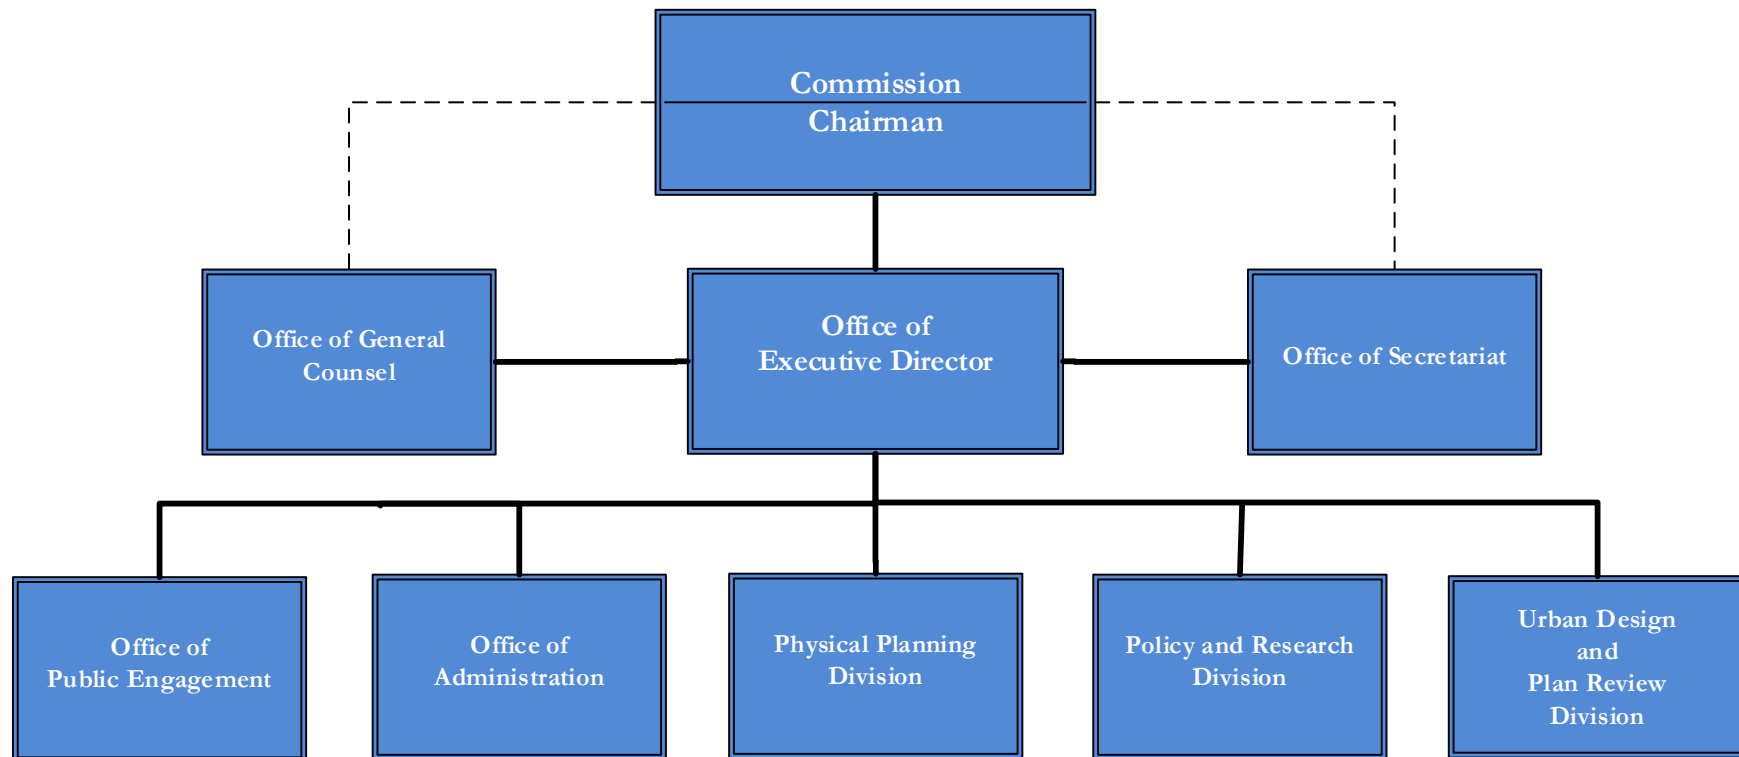 Commission
Chairman
Office of General
Counsel
Office of
Executive Director
Office of Secretariat
Office of
Public Engagement
Office of
Administration
Physical Planning
Division
Policy and Research
Division
Urban Design
and
Plan Review
Division